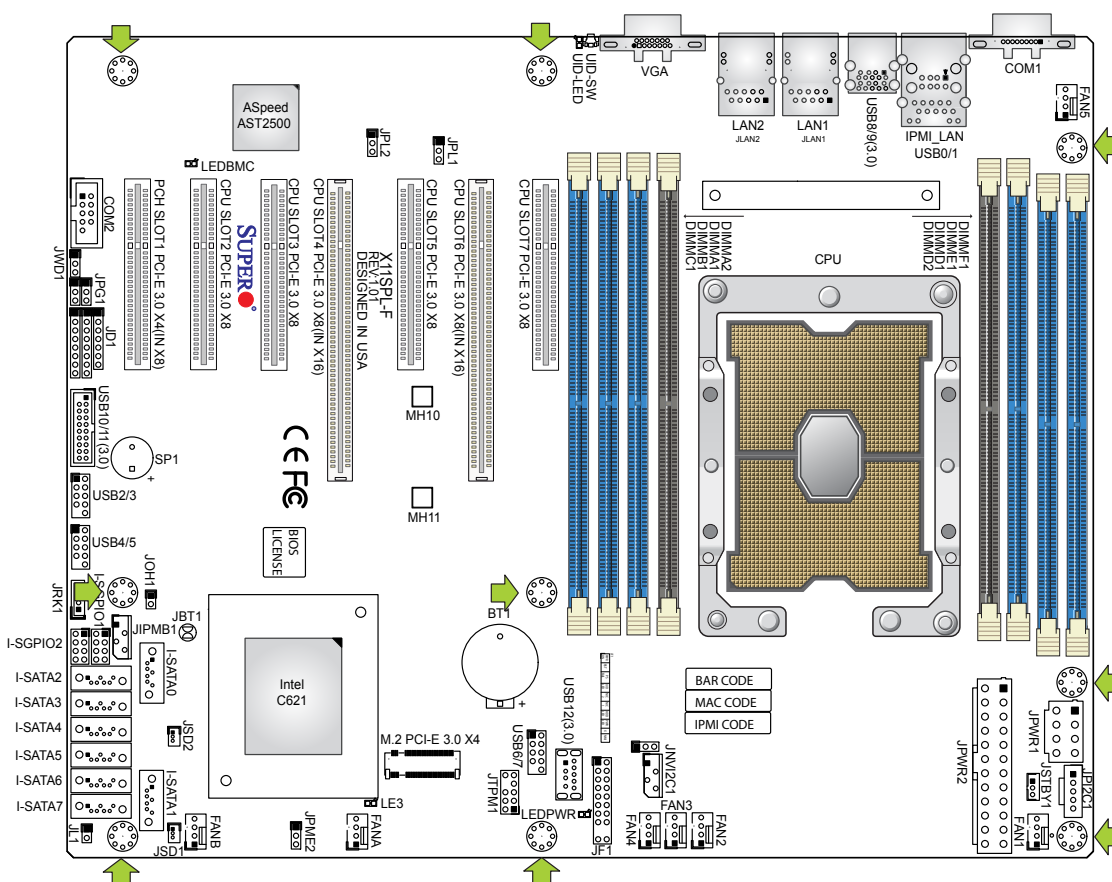 UID-SW
UID-LED
VGA
LAN2
JLAN2
LAN1
JLAN1
USB8/9(3.0)
IPMI_LAN
USB0/1
COM1
FAN5
ASpeed
AST2500
LEDBMC
JPL2
JPL1
COM2
JWD1
JPG1
JD1
PCH SLOT1 PCI-E 3.0 X4(IN X8)
CPU SLOT2 PCI-E 3.0 X8
SUPER
CPU SLOT3 PCI-E 3.0 X8
CPU SLOT4 PCI-E 3.0 X8(IN X16)
X11SPL-F
REV:1.01
DESIGNED IN USA
CPU SLOT5 PCI-E 3.0 X8
CPU SLOT6 PCI-E 3.0 X8(IN X16)
CPU SLOT7 PCI-E 3.0 X8
DIMMA2
DIMMA1
DIMMB1
DIMMC1
CPU
DIMMF1
DIMME1
DIMMD1
DIMMD2
MH10
MH11
USB10/11(3.0)
SP1
+
USB2/3
USB4/5
CE FC
BIOS
LICENSE
JRK1
I-SGPIO1
JOH1
JIPMB1
JBT1
I-SGPIO2
I-SATA0
I-SATA2
I-SATA3
I-SATA4
I-SATA5
I-SATA6
I-SATA7
JSD2
I-SATA1
JL1
JSD1
FANB
Intel
C621
LE3
JPME2
FANA
BT1
+
M.2 PCI-E 3.0 X4
USB6/7
USB12(3.0)
JTPM1
LEDPWR
JF1
JNVI2C1
FAN4
FAN3
FAN2
BAR CODE
MAC CODE
IPMI CODE
JPWR2
JPWR1
JSTBY1
JPI2C1
FAN1